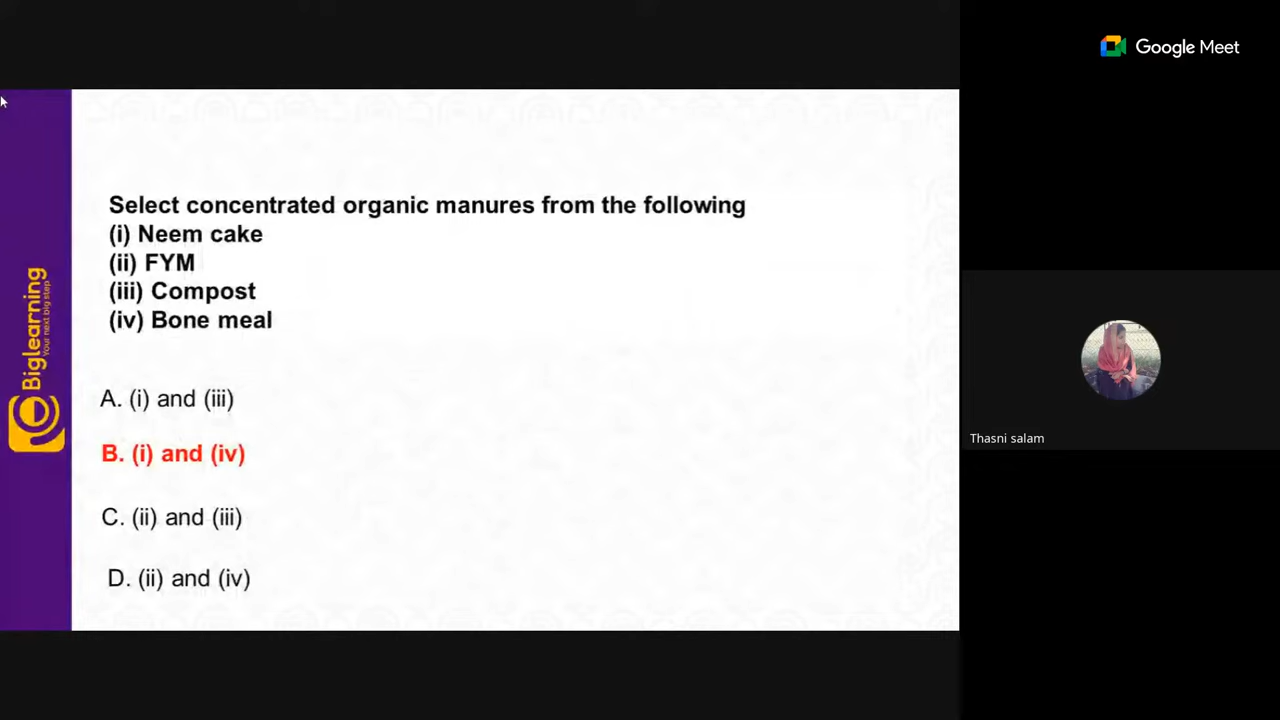 Google Meet
Select concentrated organic manures from the following
(i) Neem cake
(ii) FYM
(iii) Compost
(iv) Bone meal
A. (i) and (iii)
B. (i) and (iv)
C. (ii) and (iii)
D. (ii) and (iv)
Biglearning
Your next big step
Thasni salam